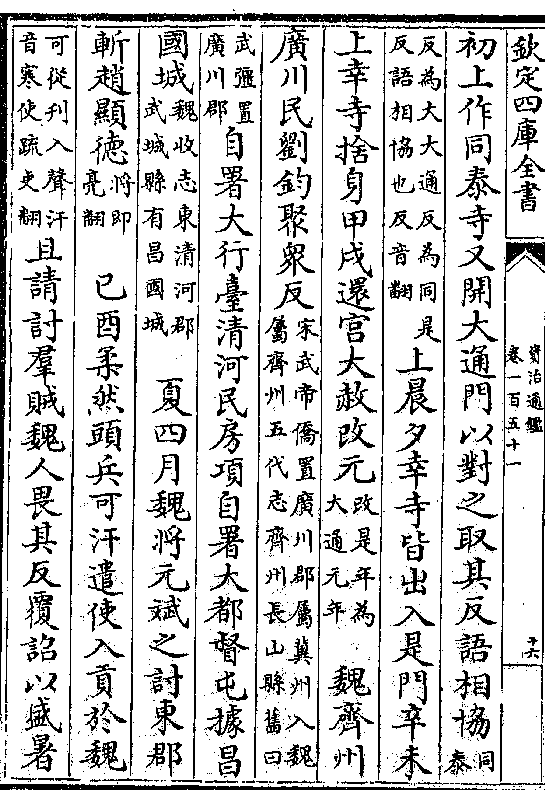 欽定四庫全書
資治通鑑
卷一百五十一
十六
初上作同泰寺又開大通門以對之取其反語相協同泰
反為大大通反為同是
反語相協也反音翻
上晨夕幸寺皆出入是門辛未
上幸寺捨身甲戌還宮大赦改元
改是年為
大通元年
魏齊州
廣川民劉鈞聚衆反
宋武帝僑置廣川郡屬冀州入魏
屬齊州五代志齊州長山縣舊曰
武彊置
廣川郡
自署大行臺清河民房項自署大都督屯據昌
國城
魏收志東清河郡
武城縣有昌國城
夏四月魏將元斌之討東郡
斬趙顯德
將即
亮翻
已酉柔然頭兵可汗遣使入貢於魏
可從刋入聲汗
音寒使疏吏翻
且請討羣賊魏人畏其反覆詔以盛暑